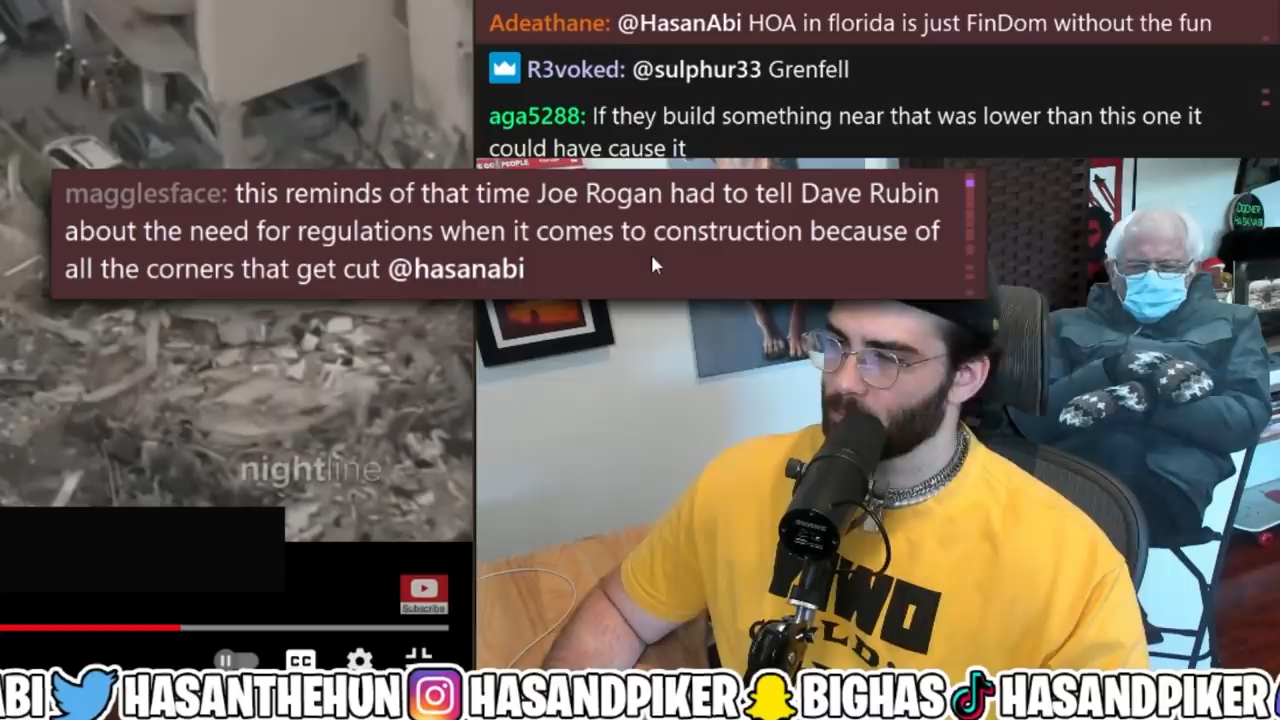 Adeathane: @HasanAbi HOA in florida is just FinDom without the fun
R3voked: @sulphur33 Grenfell
aga5288: If they build something near that was lower than this one it
could have cause it
magglesface: this reminds of that time Joe Rogan had to tell Dave Rubin
about the need for regulations when it comes to construction because of
all the corners that get cut @hasanabi
nightline
Subscribe
CC
ABI HASANTHEHUN HASANDPIKER BIGHAS HASANDPIKER